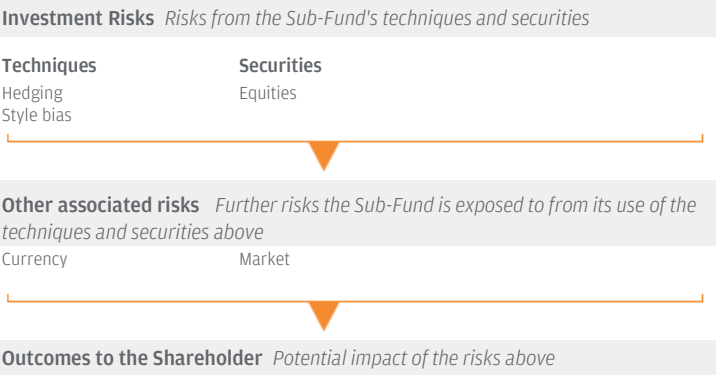 Investment Risks Risks from the Sub-Fund's techniques and securities
Techniques Securities
Hedging Equities
Style bias
Other associated risks Further risks the Sub-Fund is exposed to from its use of the
techniques and securities above
Currency Market
Outcomes to the Shareholder Potential impact of the risks above